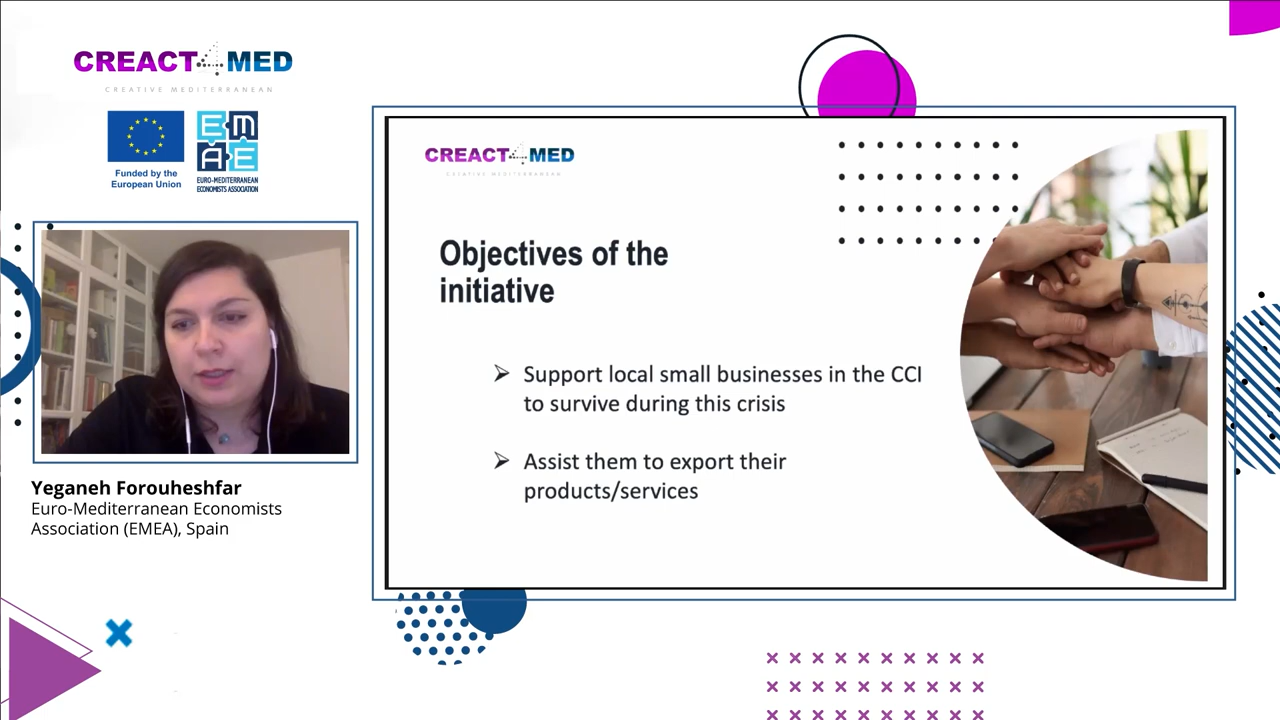 CREACT4MED
CREATIVE MEDITERRANEAN
Funded by the
European Union
EMAE
EURO-MEDITERRANEAN
ECONOMISTS ASSOCIATION
Yeganeh Forouheshfar
Euro-Mediterranean Economists
Association (EMEA), Spain
CREACT4MED
CREATIVE MEDITERRANEAN
Objectives of the
initiative
➢ Support local small businesses in the CCI
to survive during this crisis
➢ Assist them to export their
products/services